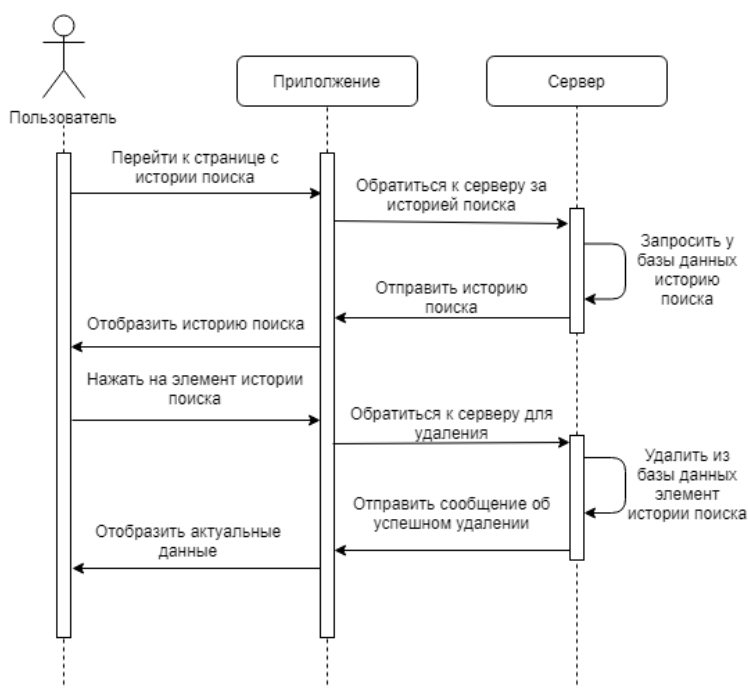 Пользователь
Прилолжение
Сервер
Перейти к странице с
истории поиска
Обратиться к серверу за
историей поиска
Запросить у
базы данных
историю
поиска
Отправить историю
поиска
Отобразить историю поиска
Нажать на элемент истории
поиска
Обратиться к серверу для
удаления
Удалить из
базы данных
элемент
истории поиска
Отправить сообщение об
успешном удалении
Отобразить актуальные
данные